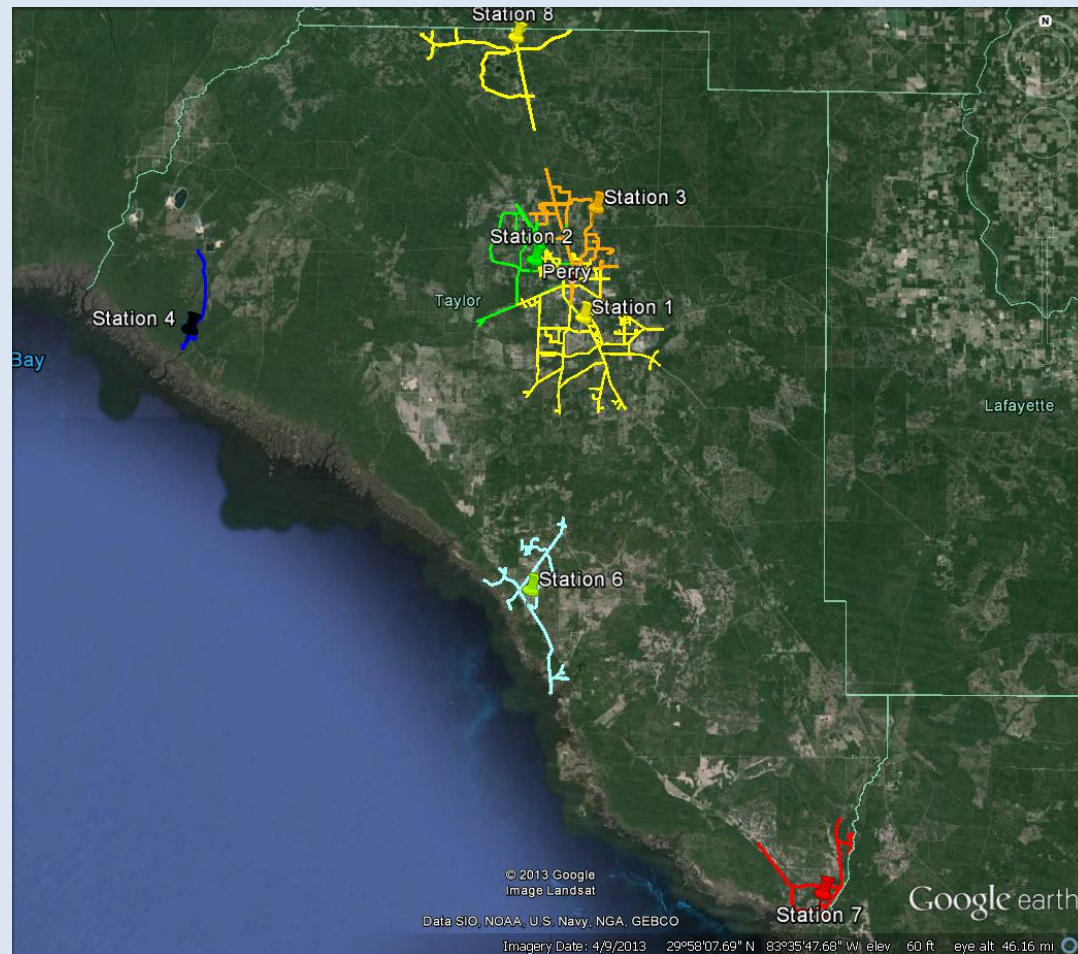 Station 8
N
Station 3
Station 2
Perry
Taylor
Station 1
Station 4
Bay
Lafayette
Station 6
© 2013 Google
Image Landsat
Google earth
Station 7
Data SIO, NOAA, U.S. Navy, NGA, GEBCO
Imagery Date: 4/9/2013 29°58'07.69" N 83°35'47.68" W elev 60 ft eye alt 46.16 mi